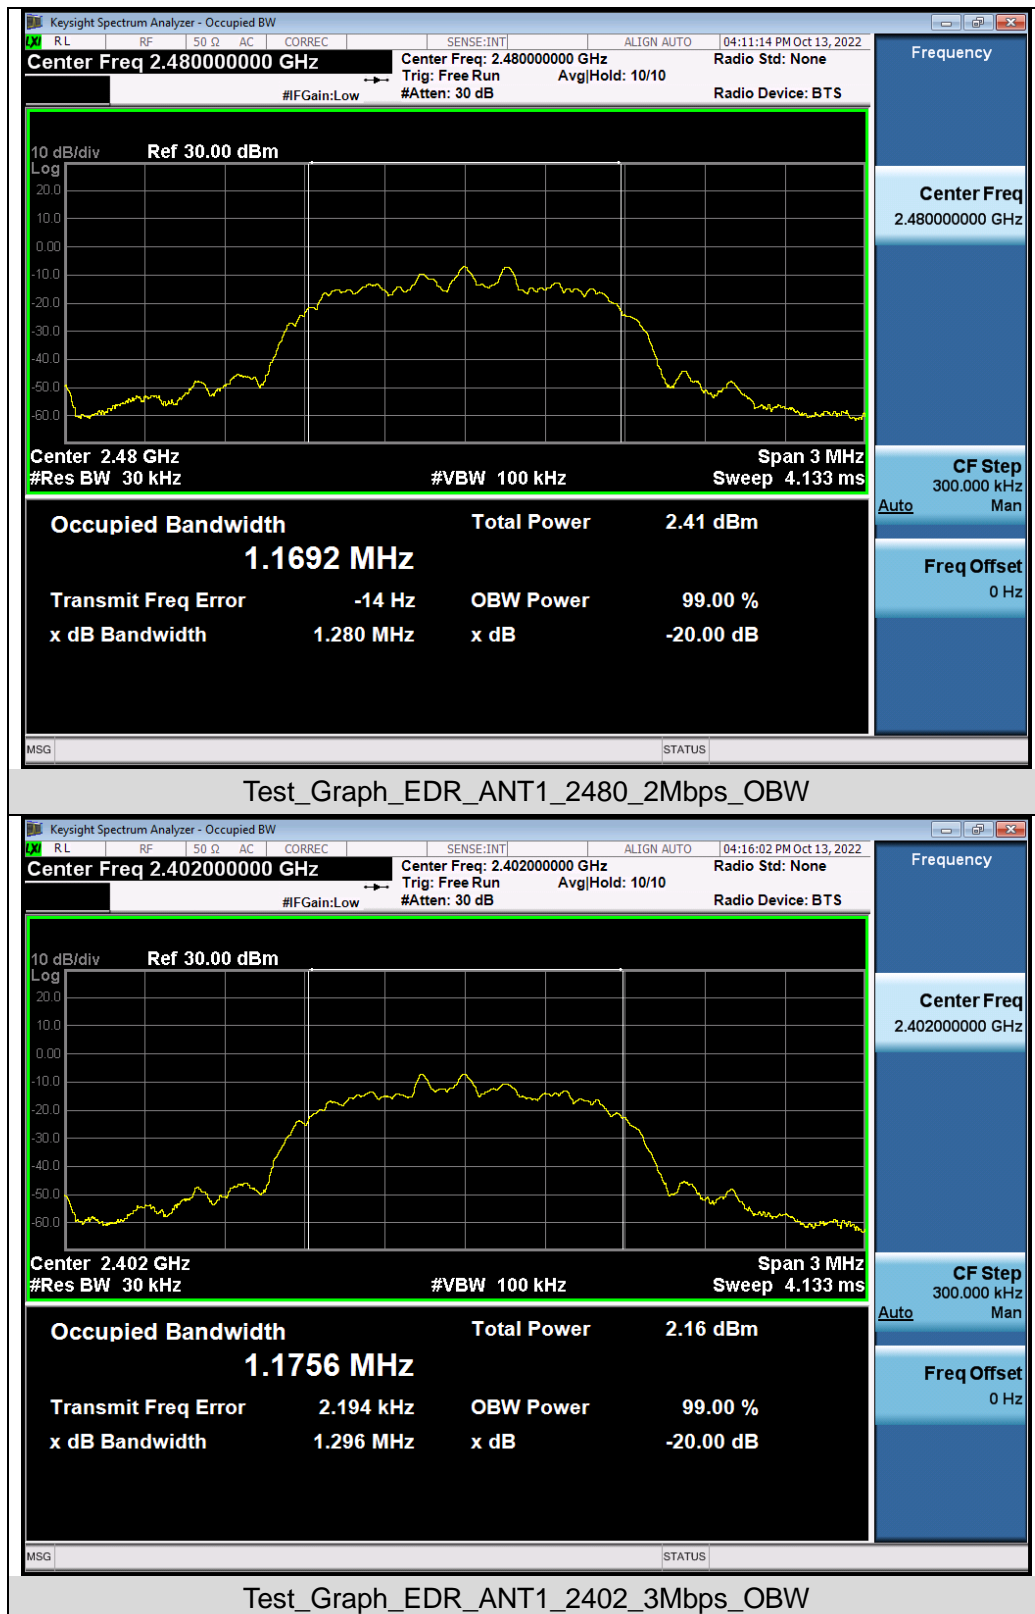 Keysight Spectrum Analyzer - Occupied BW
LXI RL RF 50 Ω AC CORREC SENSE:INT ALIGN AUTO 04:11:14 PM Oct 13, 2022
Center Freq 2.480000000 GHz
Center Freq: 2.480000000 GHz
Radio Std: None
Trig: Free Run Avg|Hold: 10/10
#IFGain:Low #Atten: 30 dB Radio Device: BTS
Frequency
10 dB/div Ref 30.00 dBm
Log
20.0
10.0
0.00
-10.0
-20.0
-30.0
-40.0
-50.0
-60.0
Center 2.48 GHz Span 3 MHz
#Res BW 30 kHz #VBW 100 kHz Sweep 4.133 ms
Center Freq
2.480000000 GHz
CF Step
300.000 kHz
Auto Man
Freq Offset
0 Hz
Occupied Bandwidth Total Power 2.41 dBm
1.1692 MHz
Transmit Freq Error -14 Hz OBW Power 99.00 %
x dB Bandwidth 1.280 MHz x dB -20.00 dB
MSG STATUS
Test_Graph_EDR_ANT1_2480_2Mbps_OBW
Keysight Spectrum Analyzer - Occupied BW
LXI RL RF 50 Ω AC CORREC SENSE:INT ALIGN AUTO 04:16:02 PM Oct 13, 2022
Center Freq 2.402000000 GHz
Center Freq: 2.402000000 GHz
Radio Std: None
Trig: Free Run Avg|Hold: 10/10
#IFGain:Low #Atten: 30 dB Radio Device: BTS
Frequency
10 dB/div Ref 30.00 dBm
Log
20.0
10.0
0.00
-10.0
-20.0
-30.0
-40.0
-50.0
-60.0
Center 2.402 GHz Span 3 MHz
#Res BW 30 kHz #VBW 100 kHz Sweep 4.133 ms
Center Freq
2.402000000 GHz
CF Step
300.000 kHz
Auto Man
Freq Offset
0 Hz
Occupied Bandwidth Total Power 2.16 dBm
1.1756 MHz
Transmit Freq Error 2.194 kHz OBW Power 99.00 %
x dB Bandwidth 1.296 MHz x dB -20.00 dB
MSG STATUS
Test_Graph_EDR_ANT1_2402_3Mbps_OBW